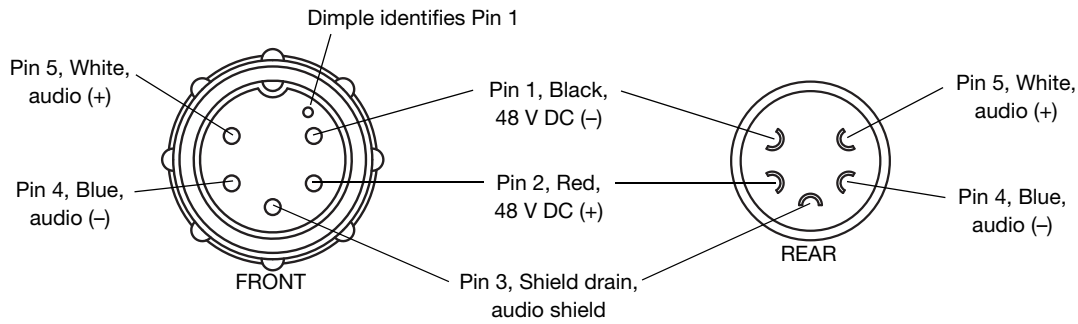 Dimple identifies Pin 1
Pin 5, White,
audio (+)
Pin 1, Black,
48 V DC (–)
Pin 5, White,
audio (+)
Pin 4, Blue,
audio (–)
Pin 2, Red,
48 V DC (+)
Pin 4, Blue,
audio (–)
REAR
FRONT
Pin 3, Shield drain,
audio shield